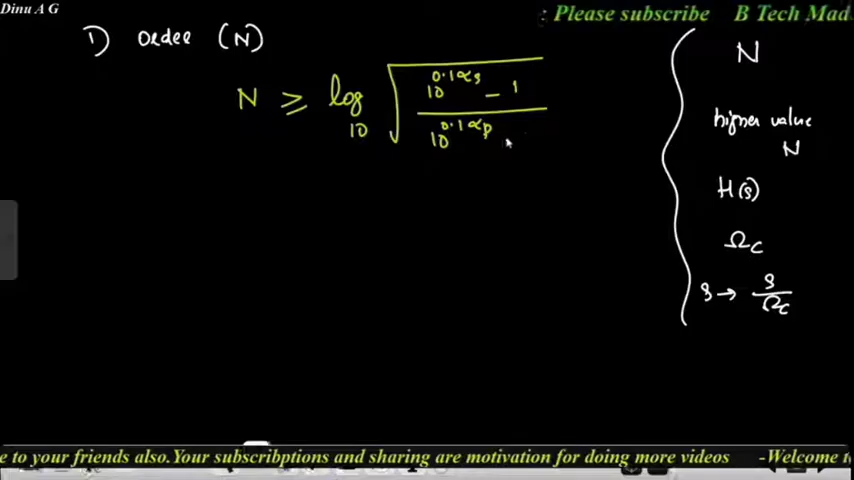 Dinu A G
: Please subscribe B Tech Mad
1) Order (N)
N ≥ log₁₀ √((10^(0.1αs) - 1) / (10^(0.1αp)
N
higher value
N
H(s)
Ωc
s → s/Ωc
e to your friends also.Your subscribptions and sharing are motivation for doing more videos -Welcome t